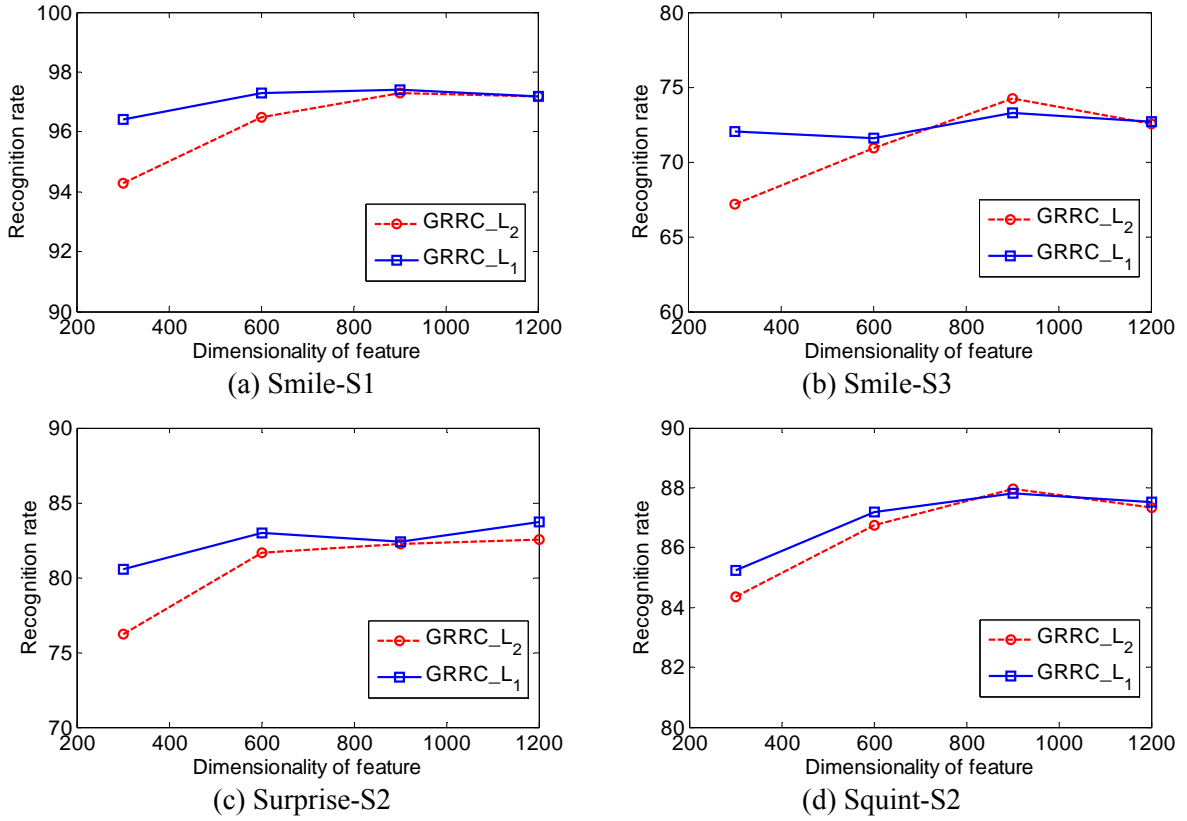 100
98
96
94
92
90
Recognition rate
200 400 600 800 1000 1200
Dimensionality of feature
GRRC_L2
GRRC_L1
(a) Smile-S1
80
75
70
65
60
Recognition rate
200 400 600 800 1000 1200
Dimensionality of feature
GRRC_L2
GRRC_L1
(b) Smile-S3
90
85
80
75
70
Recognition rate
200 400 600 800 1000 1200
Dimensionality of feature
GRRC_L2
GRRC_L1
(c) Surprise-S2
90
88
86
84
82
80
Recognition rate
200 400 600 800 1000 1200
Dimensionality of feature
GRRC_L2
GRRC_L1
(d) Squint-S2